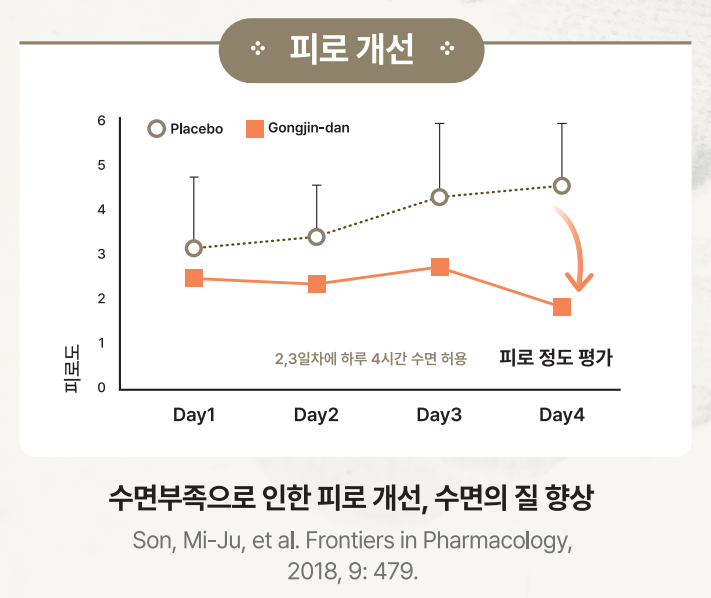 피로 개선
6
Placebo
Gongjin-dan
5
4
3
2
1
0
피로도
2,3일차에 하루 4시간 수면 허용
피로 정도 평가
Day1
Day2
Day3
Day4
수면부족으로 인한 피로 개선, 수면의 질 향상
Son, Mi-Ju, et al. Frontiers in Pharmacology,
2018, 9: 479.